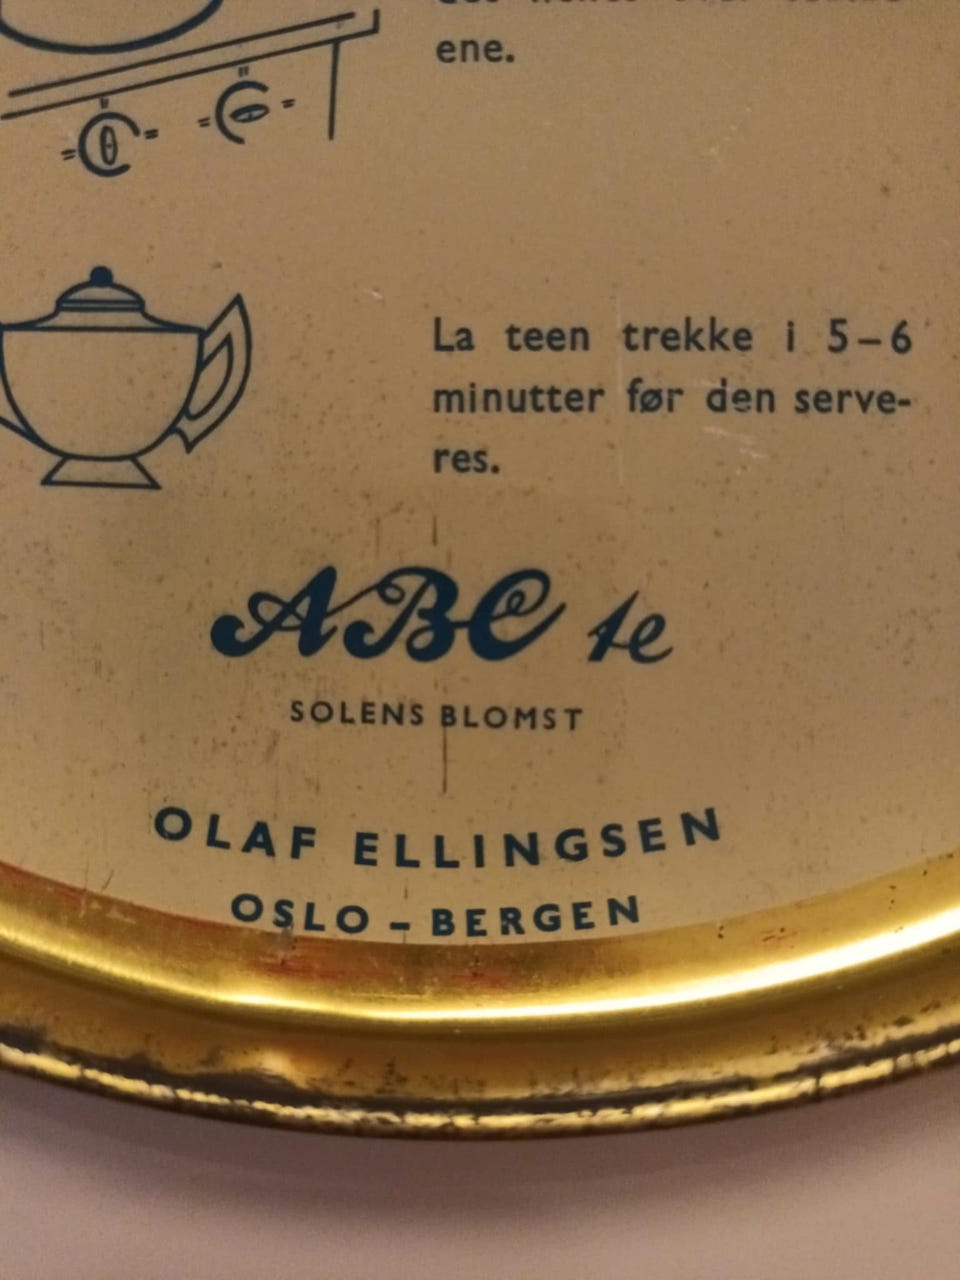 ene.
La teen trekke i 5–6
minutter før den serve-
res.
ABC te
SOLENS BLOMST
OLAF ELLINGSEN
OSLO – BERGEN